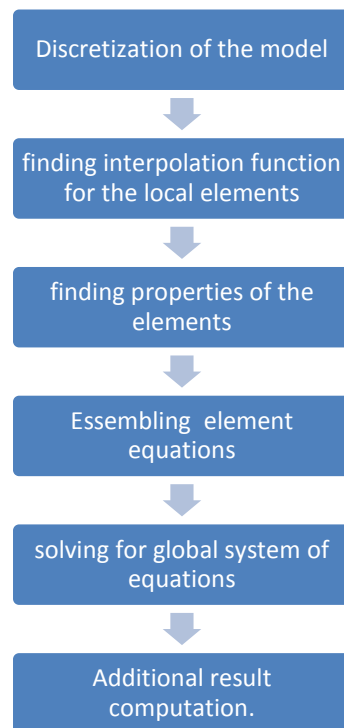 Discretization of the model
finding interpolation function
for the local elements
finding properties of the
elements
Essembling element
equations
solving for global system of
equations
Additional result
computation.